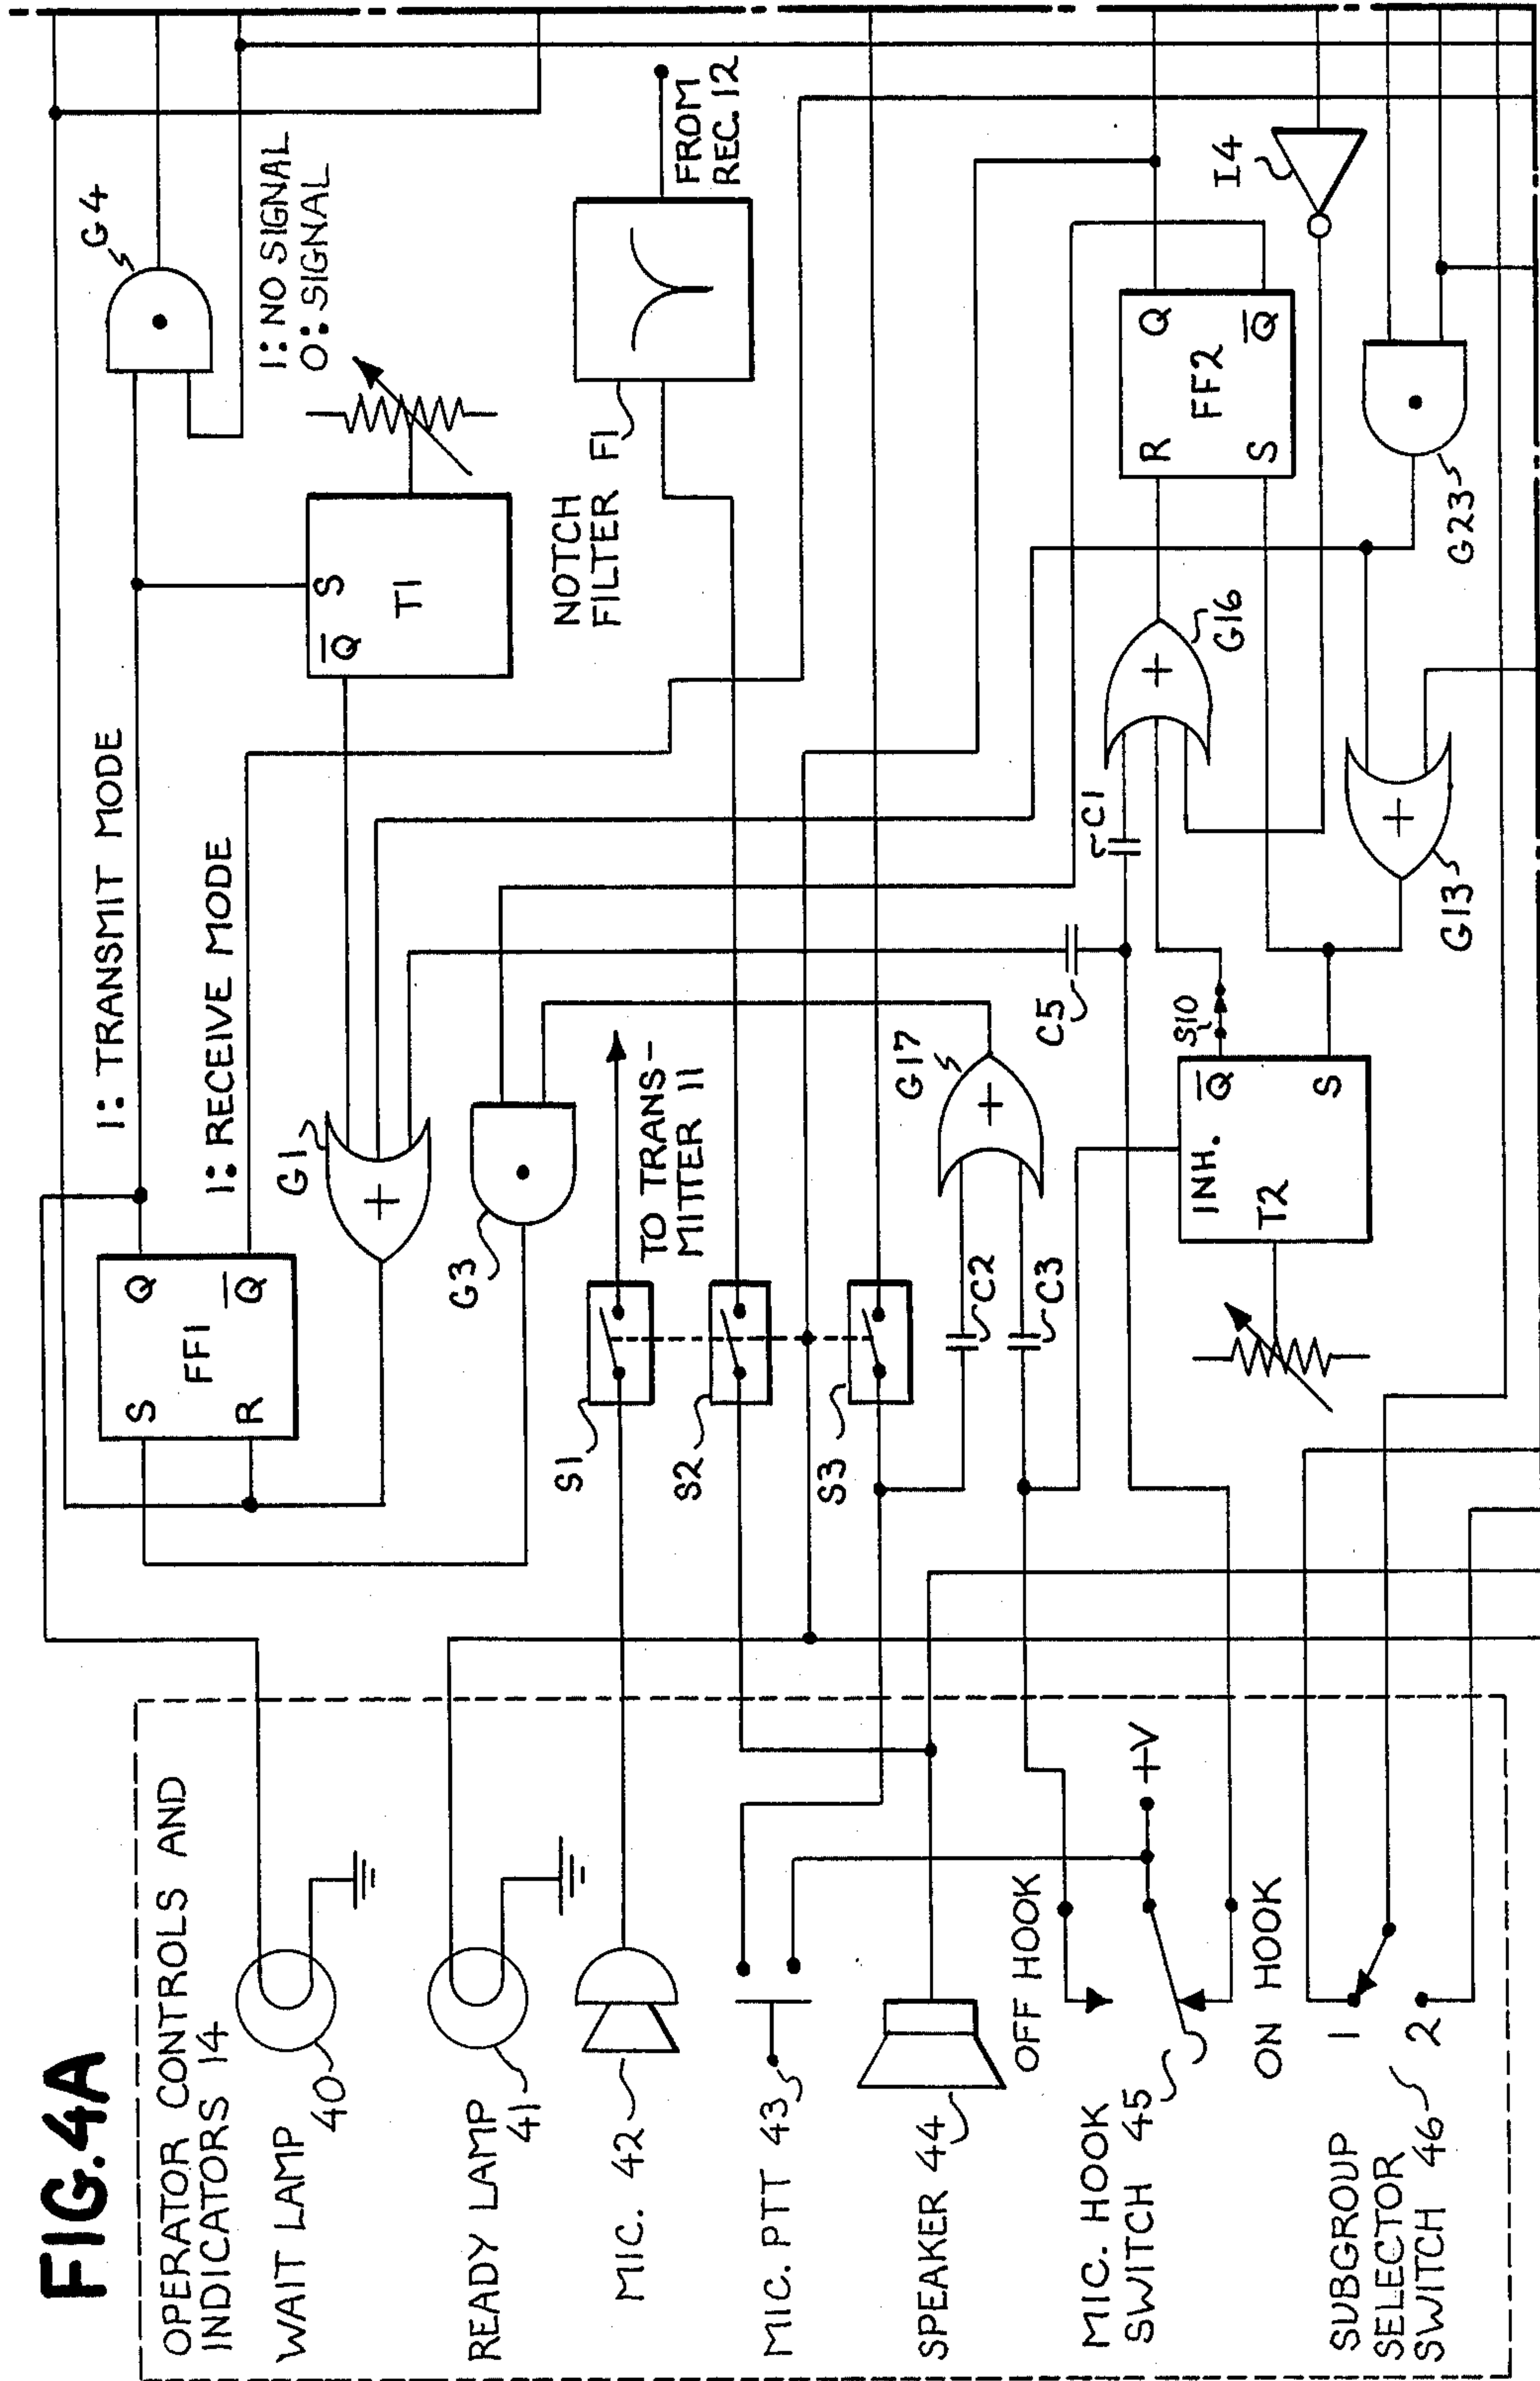 FIG. 4A
OPERATOR CONTROLS AND
INDICATORS 14
WAIT LAMP
40
READY LAMP
41
MIC. 42
MIC. PTT 43
SPEAKER 44
OFF HOOK
+V
MIC. HOOK
SWITCH 45
ON HOOK
SUBGROUP
SELECTOR
SWITCH 46
1
2
1: TRANSMIT MODE
1: RECEIVE MODE
S
Q
FF1
R
Q̅
G1
G3
S1
TO TRANS-
MITTER 11
S2
S3
C2
C3
G17
C5
C1
INH.
Q̅
S10
T2
S
Q̅
S
T1
G4
1: NO SIGNAL
0: SIGNAL
NOTCH
FILTER F1
FROM
REC. 12
G16
R
Q
FF2
S
Q̅
I4
G13
G23